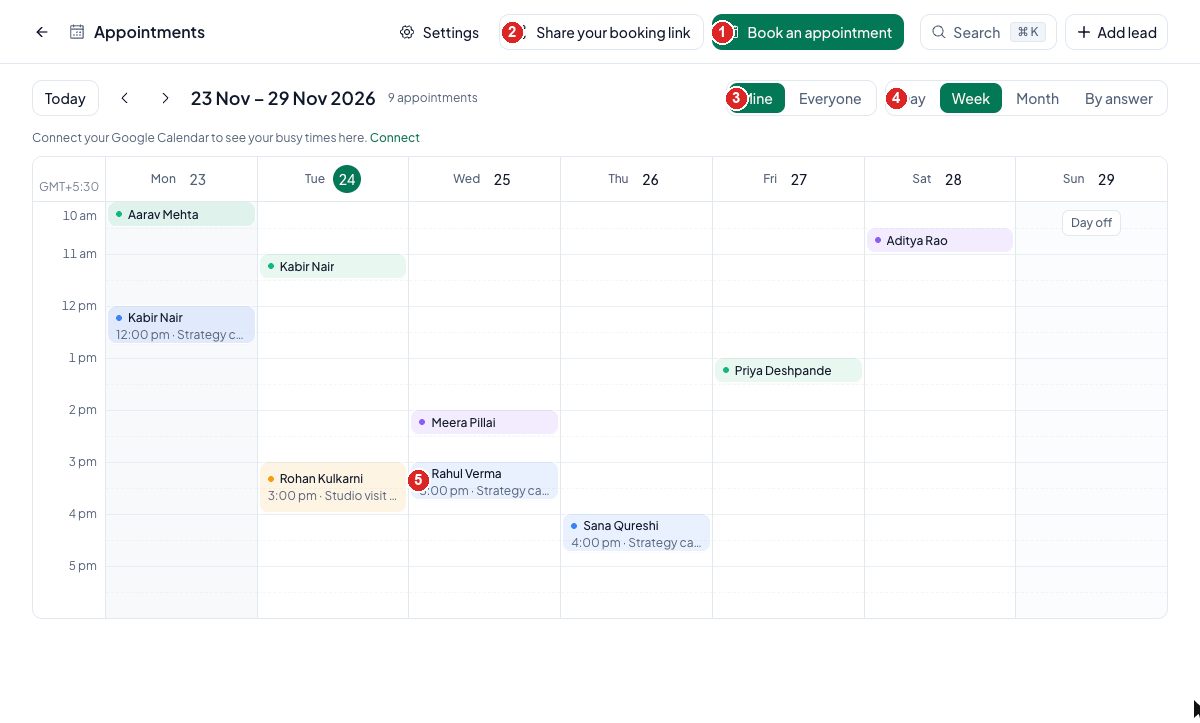 Appointments
Settings
2
Share your booking link
1
Book an appointment
Search
⌘ K
Add lead
Today
23 Nov – 29 Nov 2026
9 appointments
3
Everyone
4
Week
Month
By answer
Connect your Google Calendar to see your busy times here. Connect
GMT+5:30
Mon 23
Tue 24
Wed 25
Thu 26
Fri 27
Sat 28
Sun 29
10 am
Aarav Mehta
Day off
Aditya Rao
11 am
Kabir Nair
12 pm
Kabir Nair
12:00 pm · Strategy c…
1 pm
Priya Deshpande
2 pm
Meera Pillai
3 pm
Rohan Kulkarni
3:00 pm · Studio visit …
5
Rahul Verma
:00 pm · Strategy ca…
4 pm
Sana Qureshi
4:00 pm · Strategy ca…
5 pm